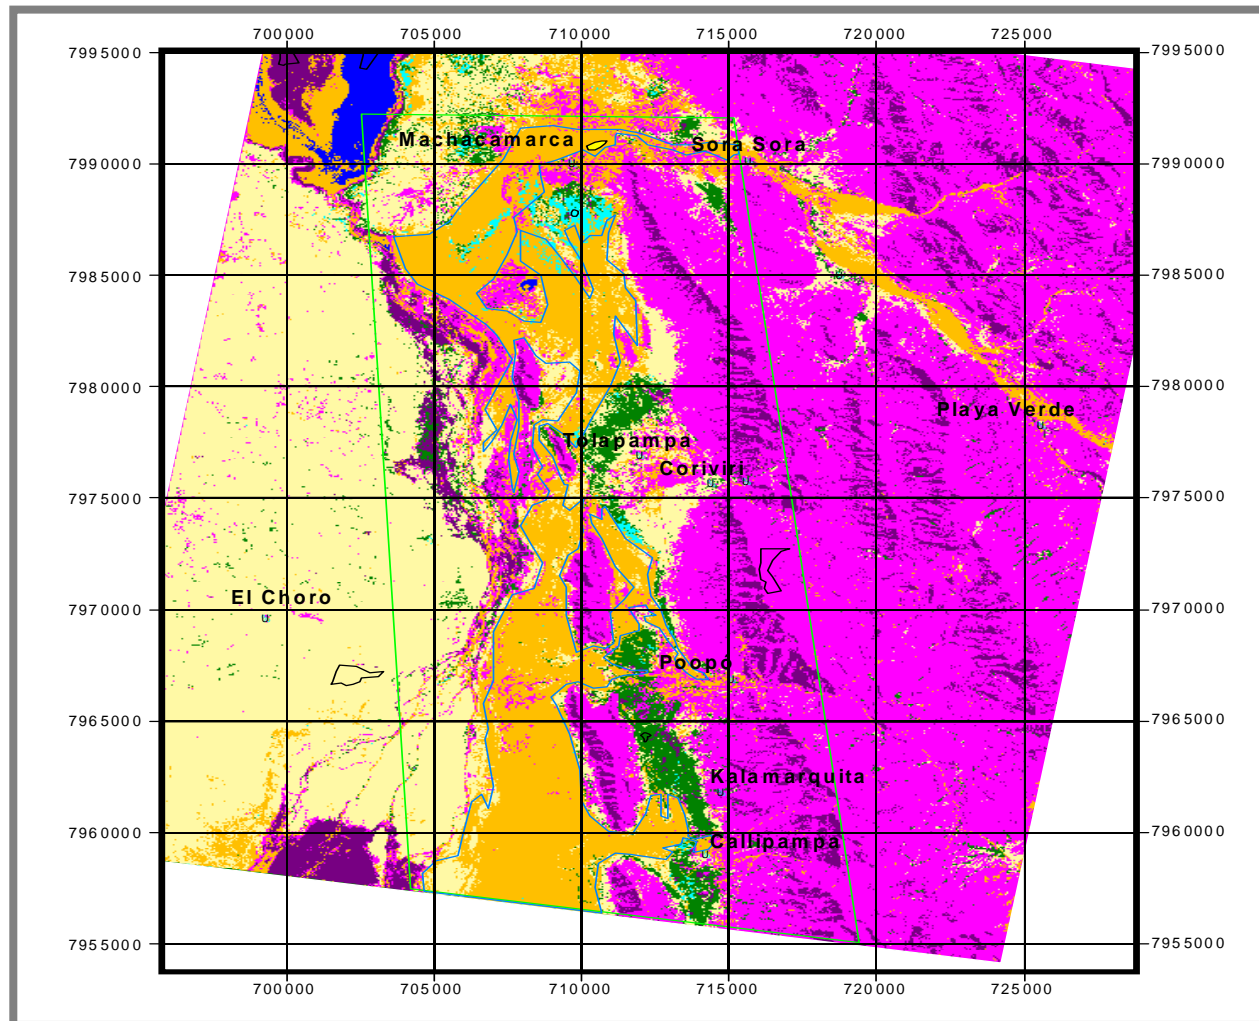 700000 705000 710000 715000 720000 725000
7995000 7995000
Machacamarca Sora Sora
7990000 7990000
7985000 7985000
7980000 7980000
Playa Verde
Tolapampa
Coriviri
7975000 7975000
El Choro
7970000 7970000
Poopo
7965000 7965000
Kalamarquita
7960000 7960000
Callipampa
7955000 7955000
700000 705000 710000 715000 720000 725000